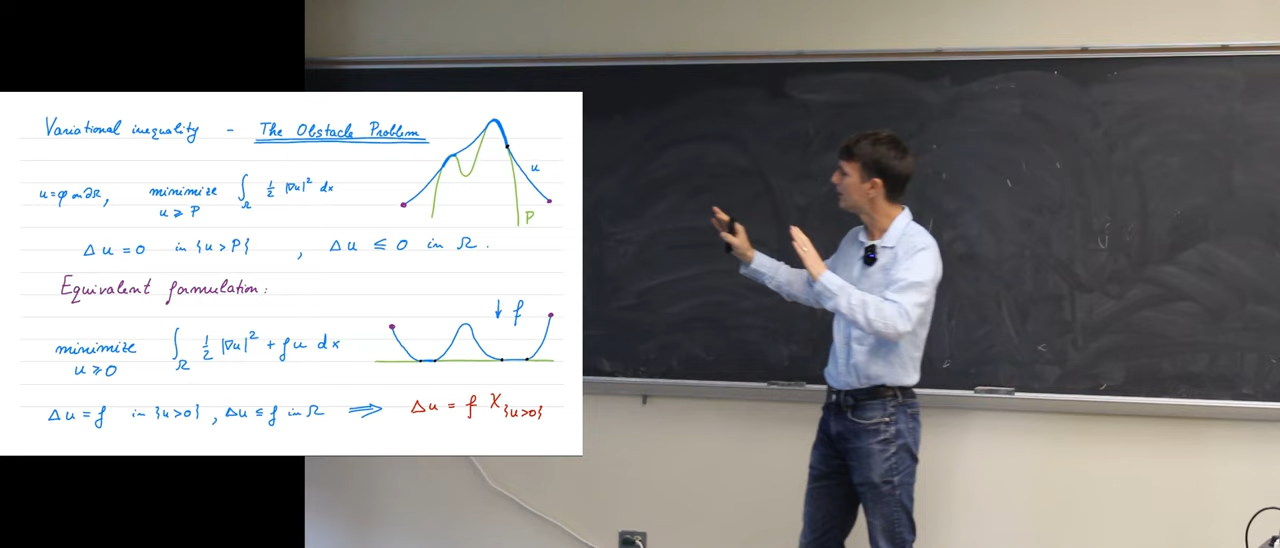 Variational inequality - The Obstacle Problem
u = φ on ∂Ω, minimize ∫_Ω 1/2 |∇u|² dx
u ⩾ P
u
P
Δu = 0 in {u > P} , Δu ≤ 0 in Ω.
Equivalent formulation:
↓ f
minimize ∫_Ω 1/2 |∇u|² + f u dx
u ⩾ 0
Δu = f in {u>0}, Δu ≤ f in Ω ⟹ Δu = f χ_{u>0}